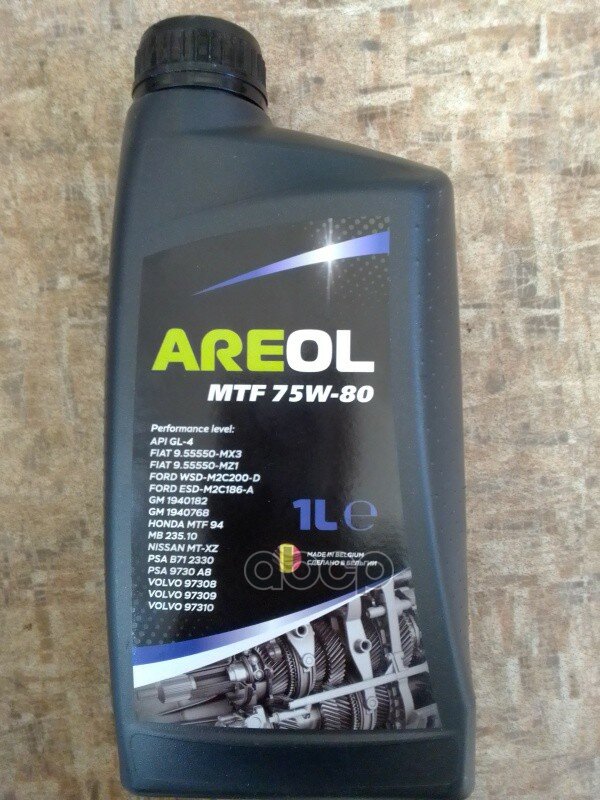 AREOL
MTF 75W-80
Performance level:
API GL-4
FIAT 9.55550-MX3
FIAT 9.55550-MZ1
FORD WSD-M2C200-D
FORD ESD-M2C186-A
GM 1940182
GM 1940768
HONDA MTF 94
MB 235.10
NISSAN MT-XZ
PSA B71 2330
PSA 9730 A8
VOLVO 97308
VOLVO 97309
VOLVO 97310
1L e
MADE IN BELGIUM
СДЕЛАНО В БЕЛЬГИИ
abcp